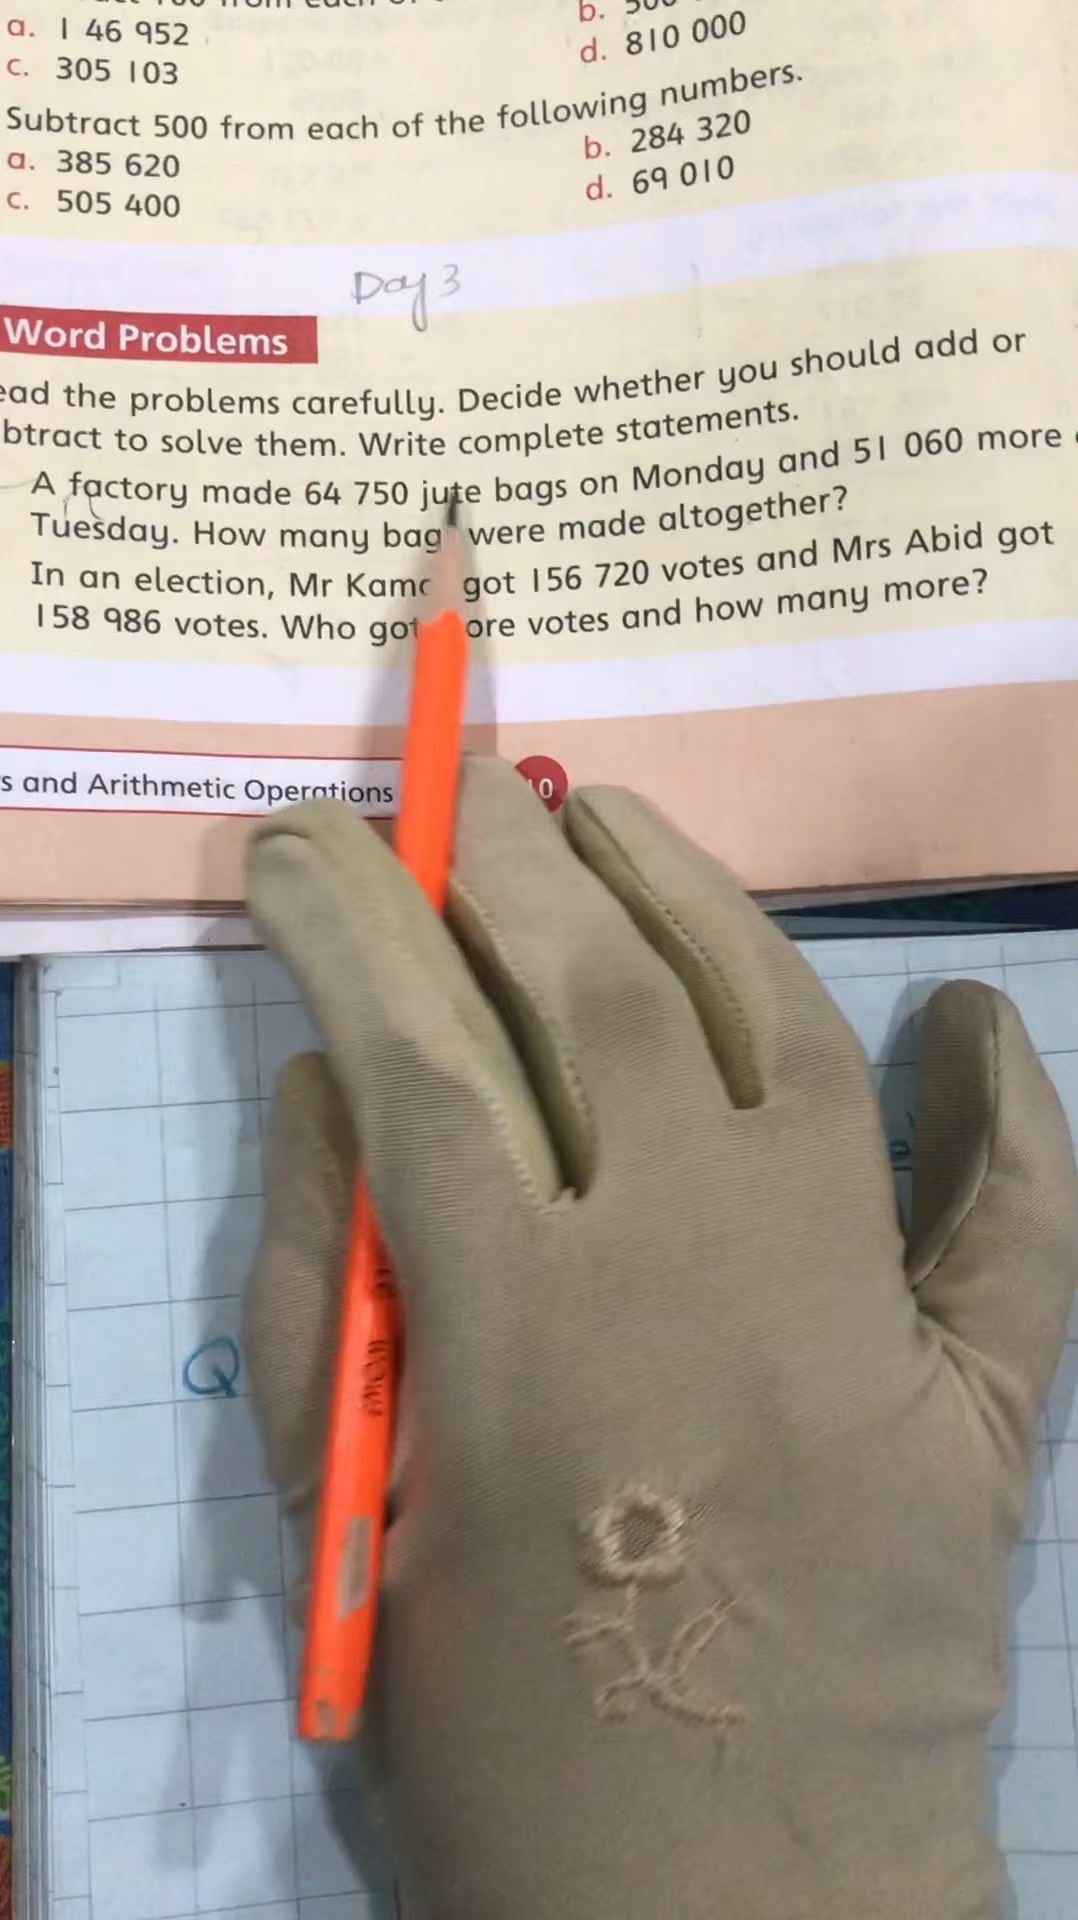 a. 1 46 952
b.
c. 305 103
d. 810 000
Subtract 500 from each of the following numbers.
a. 385 620
b. 284 320
c. 505 400
d. 69 010
Day 3
Word Problems
ead the problems carefully. Decide whether you should add or
btract to solve them. Write complete statements.
A factory made 64 750 jute bags on Monday and 51 060 more
Tuesday. How many bag were made altogether?
In an election, Mr Kama got 156 720 votes and Mrs Abid got
158 986 votes. Who got ore votes and how many more?
s and Arithmetic Operations
10
Q